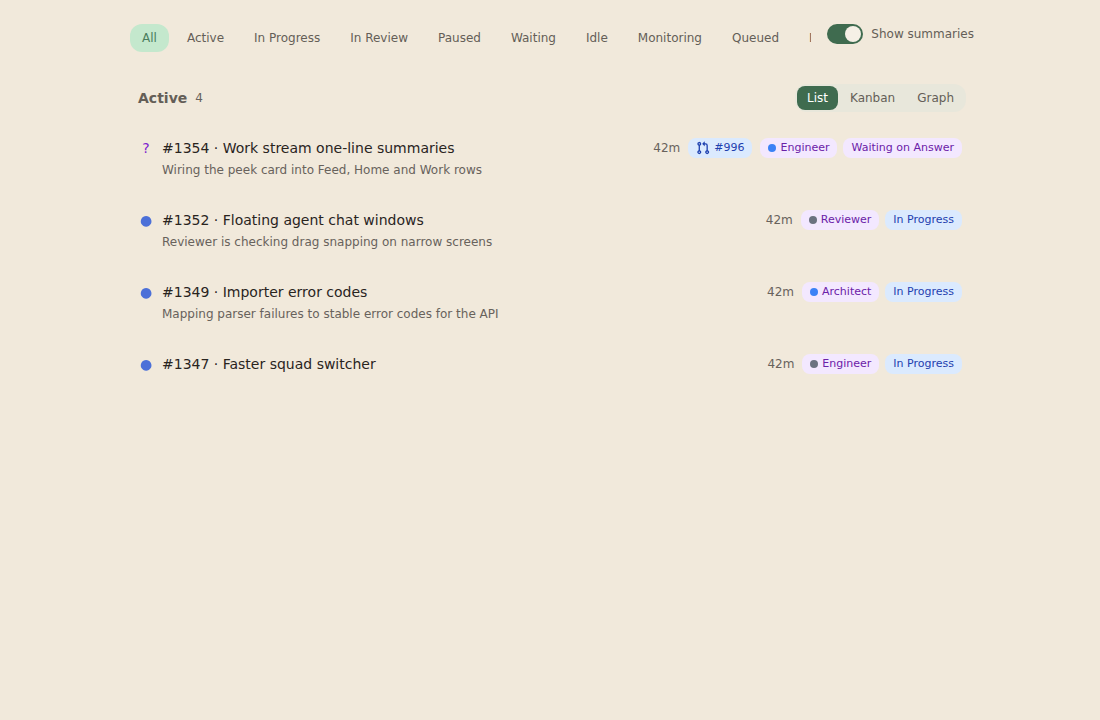 All Active In Progress In Review Paused Waiting Idle Monitoring Queued Show summaries
Active 4 List Kanban Graph
? #1354 · Work stream one-line summaries 42m #996 Engineer Waiting on Answer
Wiring the peek card into Feed, Home and Work rows
#1352 · Floating agent chat windows 42m Reviewer In Progress
Reviewer is checking drag snapping on narrow screens
#1349 · Importer error codes 42m Architect In Progress
Mapping parser failures to stable error codes for the API
#1347 · Faster squad switcher 42m Engineer In Progress